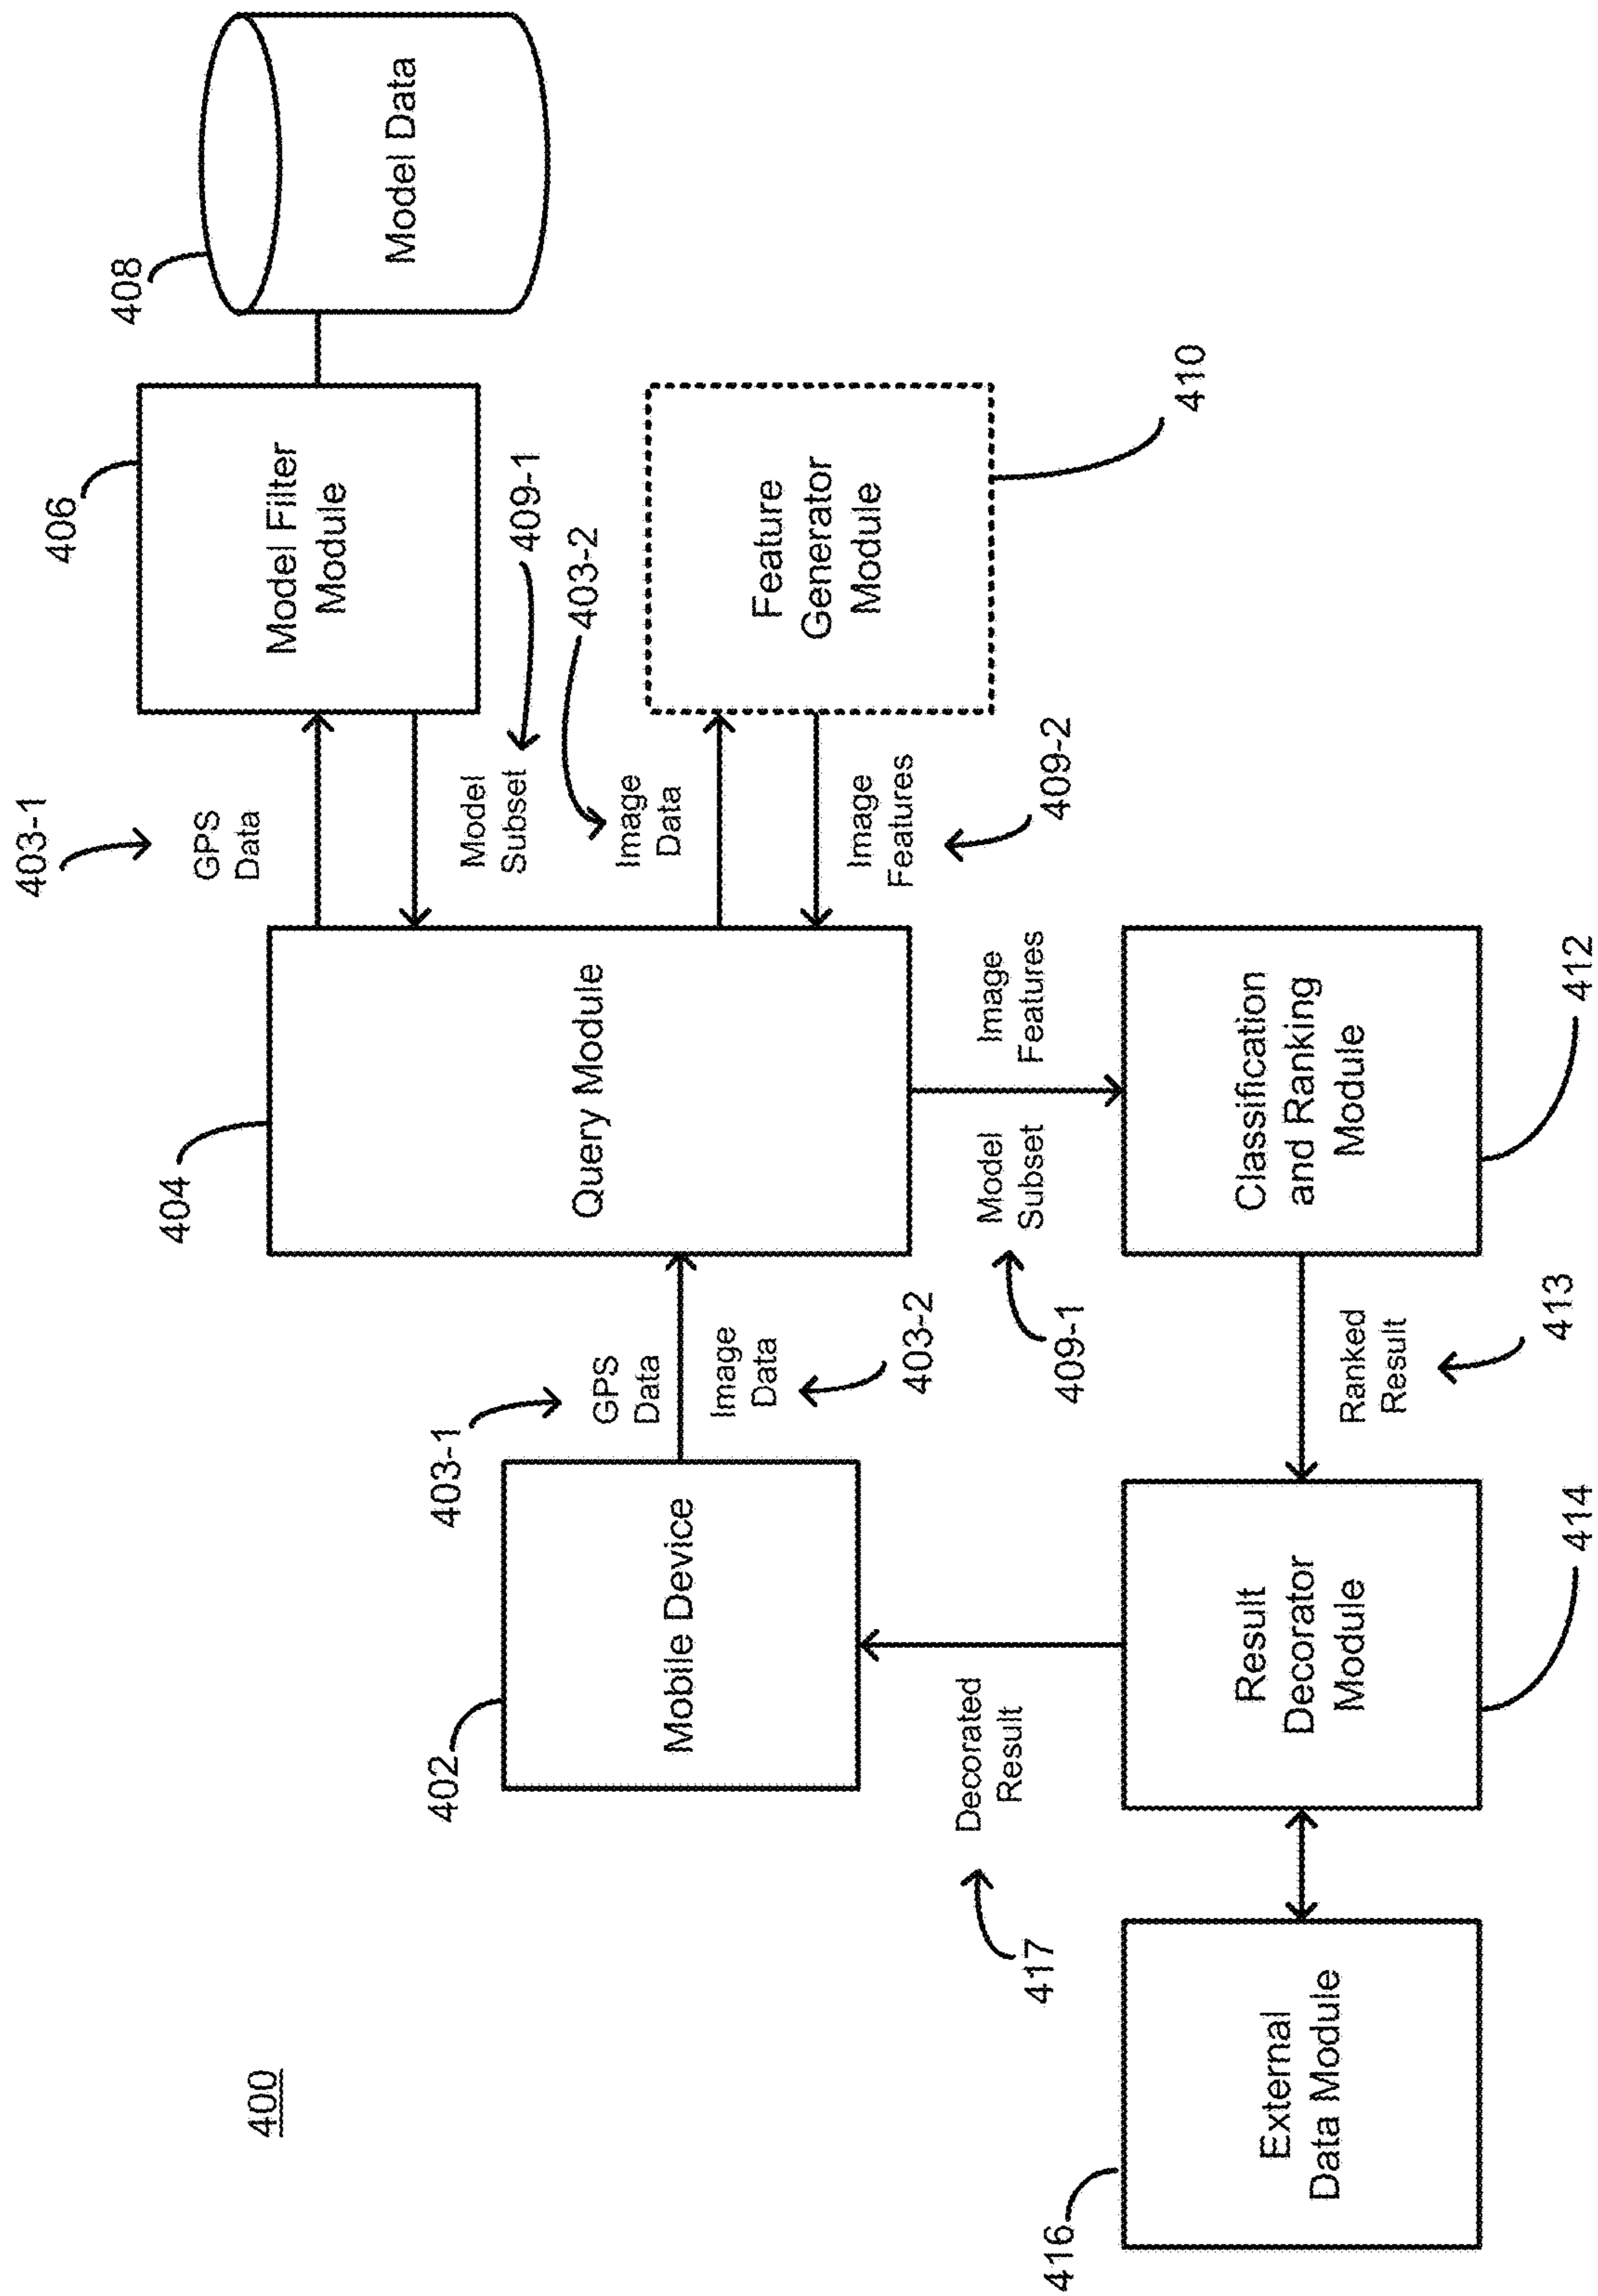 400
408
Model Data
406
Model Filter
Module
403-1
GPS
Data
Model
Subset
409-1
403-2
Image
Data
Feature
Generator
Module
410
Image
Features
409-2
404
Query Module
403-1
GPS
Data
Image
Data
403-2
402
Mobile Device
Model
Subset
409-1
Image
Features
Classification
and Ranking
Module
412
Ranked
Result
413
Result
Decorator
Module
414
Decorated
Result
417
External
Data Module
416